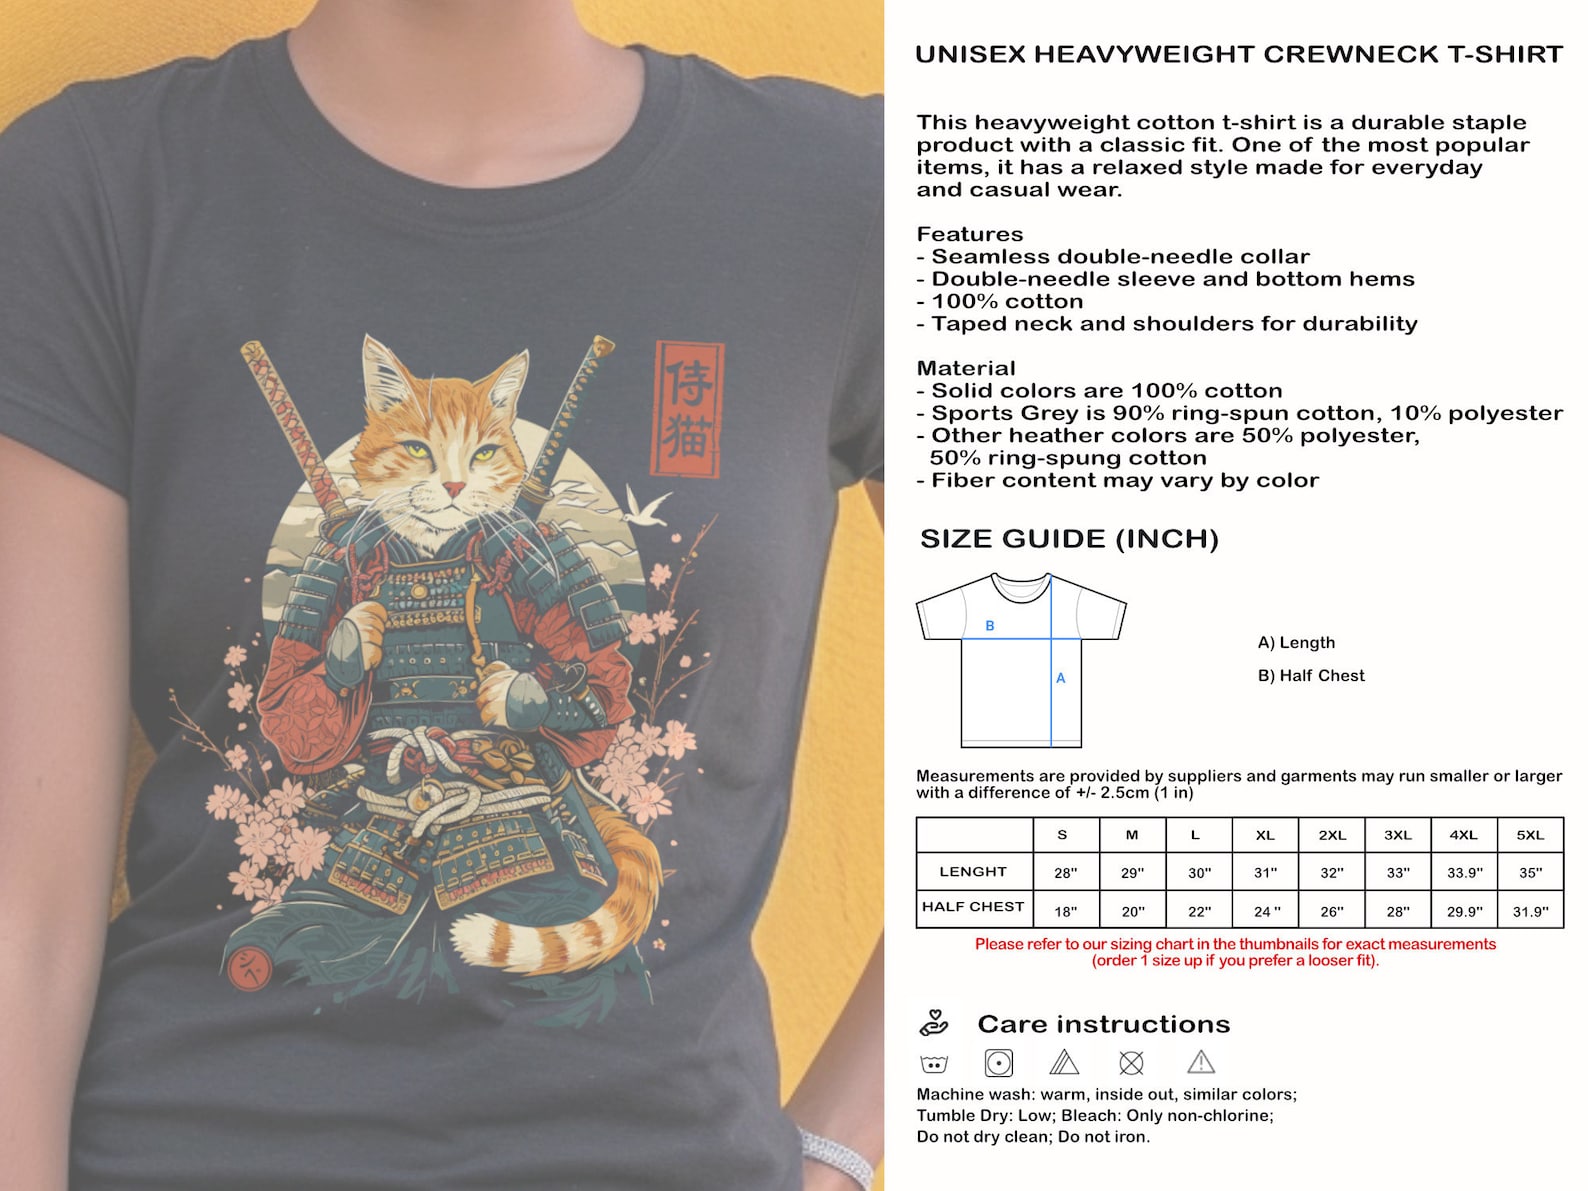 侍
猫
UNISEX HEAVYWEIGHT CREWNECK T-SHIRT
This heavyweight cotton t-shirt is a durable staple
product with a classic fit. One of the most popular
items, it has a relaxed style made for everyday
and casual wear.
Features
- Seamless double-needle collar
- Double-needle sleeve and bottom hems
- 100% cotton
- Taped neck and shoulders for durability
Material
- Solid colors are 100% cotton
- Sports Grey is 90% ring-spun cotton, 10% polyester
- Other heather colors are 50% polyester,
50% ring-spung cotton
- Fiber content may vary by color
SIZE GUIDE (INCH)
B
A
A) Length
B) Half Chest
Measurements are provided by suppliers and garments may run smaller or larger
with a difference of +/- 2.5cm (1 in)
S M L XL 2XL 3XL 4XL 5XL
LENGHT 28" 29" 30" 31" 32" 33" 33.9" 35"
HALF CHEST 18" 20" 22" 24 " 26" 28" 29.9" 31.9"
Please refer to our sizing chart in the thumbnails for exact measurements
(order 1 size up if you prefer a looser fit).
Care instructions
Machine wash: warm, inside out, similar colors;
Tumble Dry: Low; Bleach: Only non-chlorine;
Do not dry clean; Do not iron.